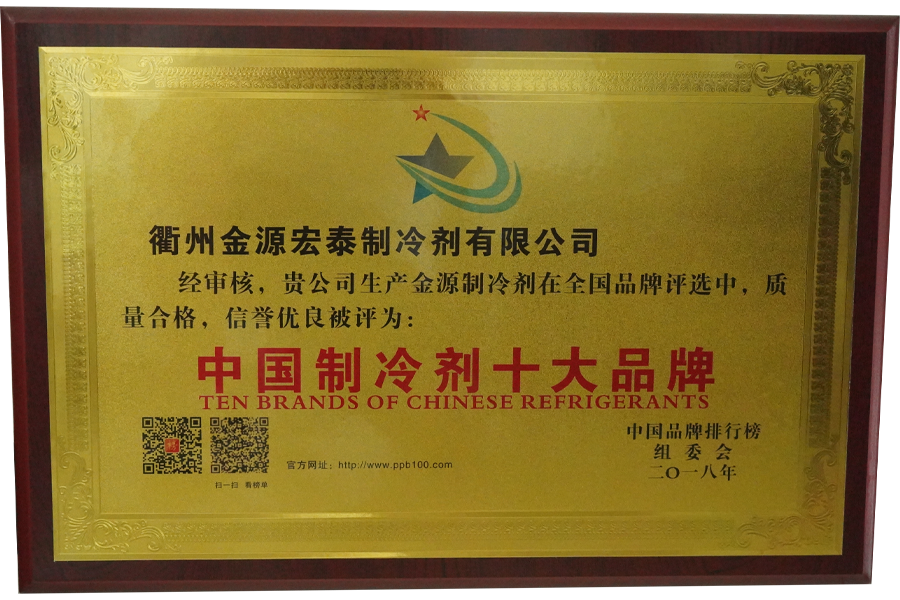 衢州金源宏泰制冷剂有限公司
经审核，贵公司生产金源制冷剂在全国品牌评选中，质
量合格，信誉优良被评为：
中国制冷剂十大品牌
TEN BRANDS OF CHINESE REFRIGERANTS
官方网址：http://www.ppb100.com
扫一扫 看榜单
中国品牌排行榜
组委会
二〇一八年